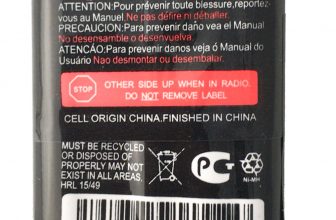 ATTENTION:Pour prévenir toute blessure,reportez-
vous au Manuel.Ne pas défire ni déballer.
PRECAUCION:Para prevenir daño vea el Manual
No desensamble o desenvuelva.
ATENCÃO:Para prevenir danos veja ó Manual do
Usuário Nao desmontar ou desembalar.
STOP
OTHER SIDE UP WHEN IN RADIO.
DO NOT REMOVE LABEL
CELL ORIGIN CHINA.FINISHED IN CHINA
MUST BE RECYCLED
OR DISPOSED OF
PROPERLY MAY NOT
EXIST IN ALL AREAS.
HRL 15/49
Ni-MH